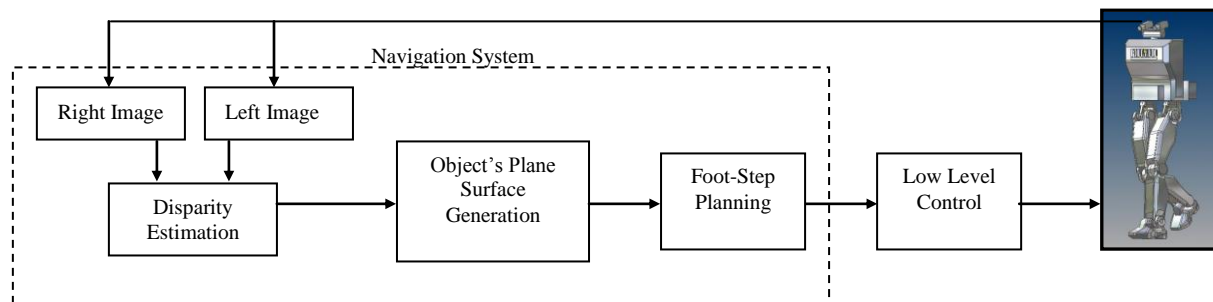 Navigation System
Right Image
Left Image
Object’s Plane
Surface
Generation
Foot-Step
Planning
Low Level
Control
Disparity
Estimation